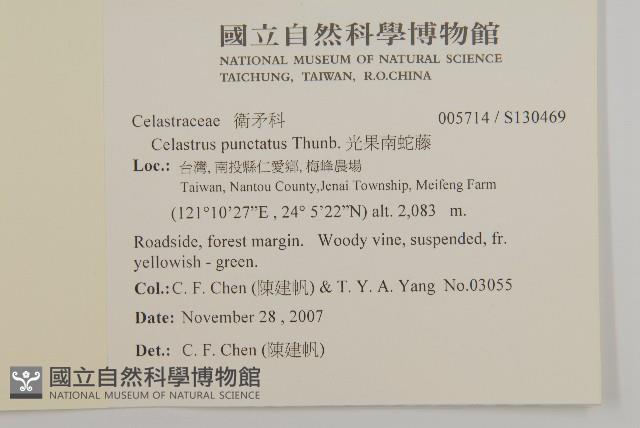 國立自然科學博物館
NATIONAL MUSEUM OF NATURAL SCIENCE
TAICHUNG, TAIWAN, R.O.CHINA
Celastraceae 衛矛科 005714 / S130469
Celastrus punctatus Thunb. 光果南蛇藤
Loc.: 台灣, 南投縣仁愛鄉, 梅峰農場
Taiwan, Nantou County,Jenai Township, Meifeng Farm
(121°10'27”E , 24° 5'22”N) alt. 2,083 m.
Roadside, forest margin. Woody vine, suspended, fr.
yellowish - green.
Col.: C. F. Chen (陳建帆) & T. Y. A. Yang No.03055
Date: November 28 , 2007
Det.: C. F. Chen (陳建帆)
國立自然科學博物館
NATIONAL MUSEUM OF NATURAL SCIENCE